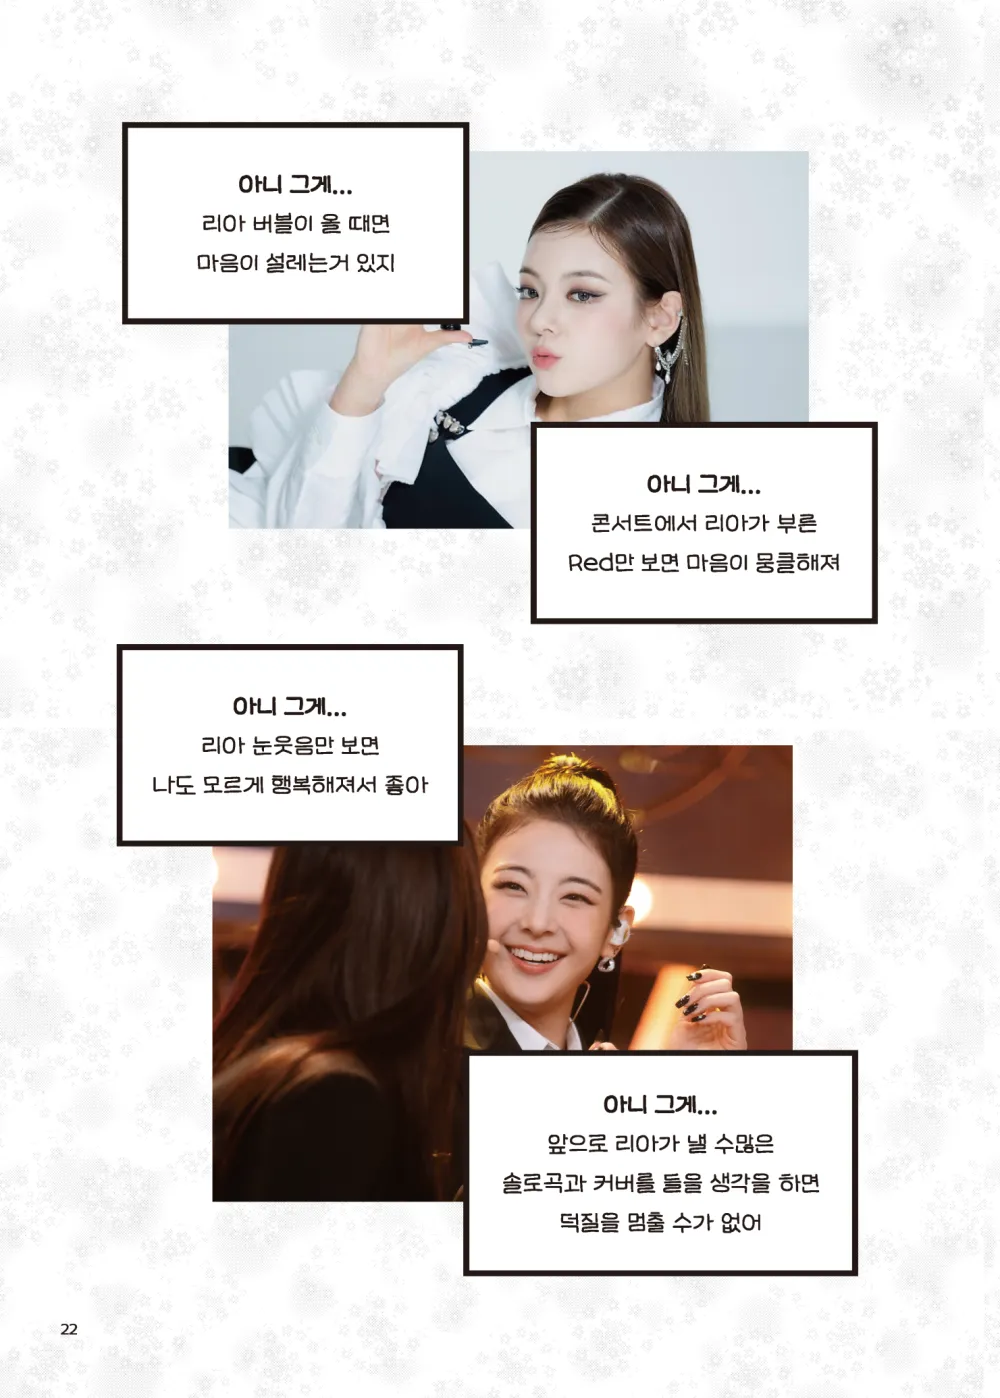 아니 그게...
리아 버블이 올 때면
마음이 설레는거 있지
아니 그게...
콘서트에서 리아가 부른
Red만 보면 마음이 뭉클해져
아니 그게...
리아 눈웃음만 보면
나도 모르게 행복해져서 좋아
아니 그게...
앞으로 리아가 낼 수많은
솔로곡과 커버를 들을 생각을 하면
덕질을 멈출 수가 없어
22